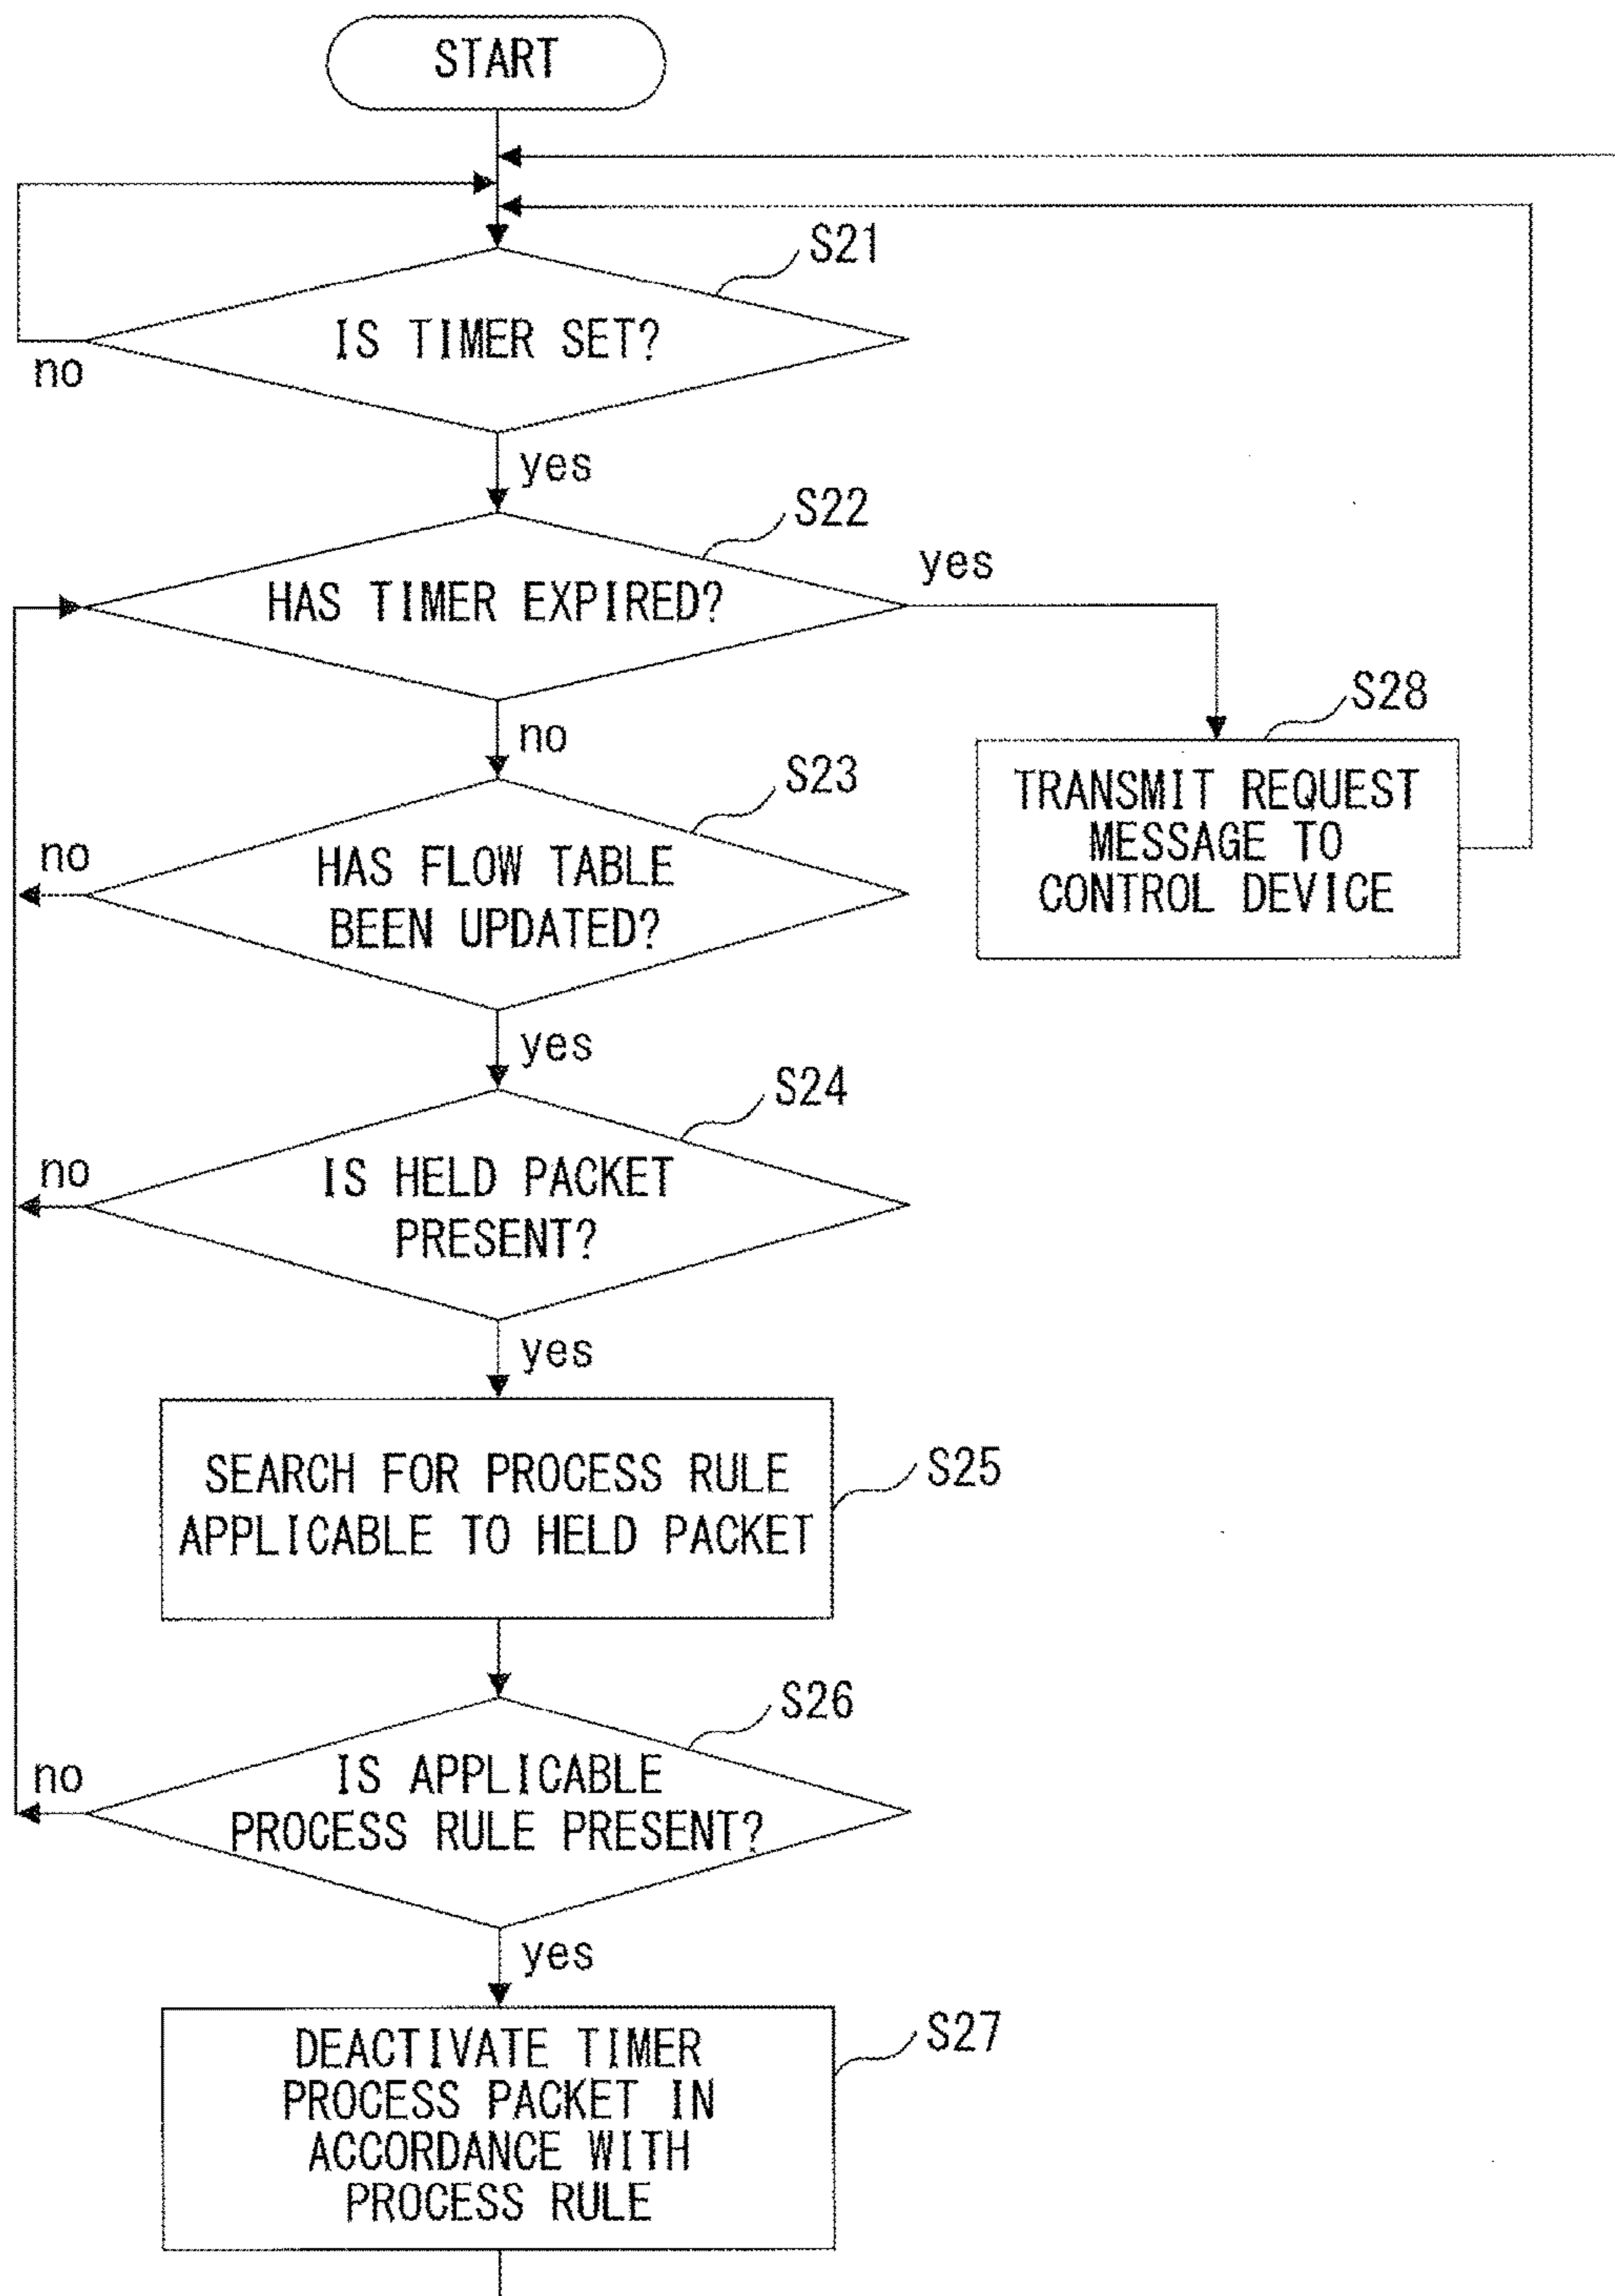 START
S21
IS TIMER SET?
no
yes
S22
HAS TIMER EXPIRED?
yes
no
S28
TRANSMIT REQUEST
MESSAGE TO
CONTROL DEVICE
S23
HAS FLOW TABLE
BEEN UPDATED?
no
yes
S24
IS HELD PACKET
PRESENT?
no
yes
SEARCH FOR PROCESS RULE
APPLICABLE TO HELD PACKET
S25
S26
IS APPLICABLE
PROCESS RULE PRESENT?
no
yes
DEACTIVATE TIMER
PROCESS PACKET IN
ACCORDANCE WITH
PROCESS RULE
S27